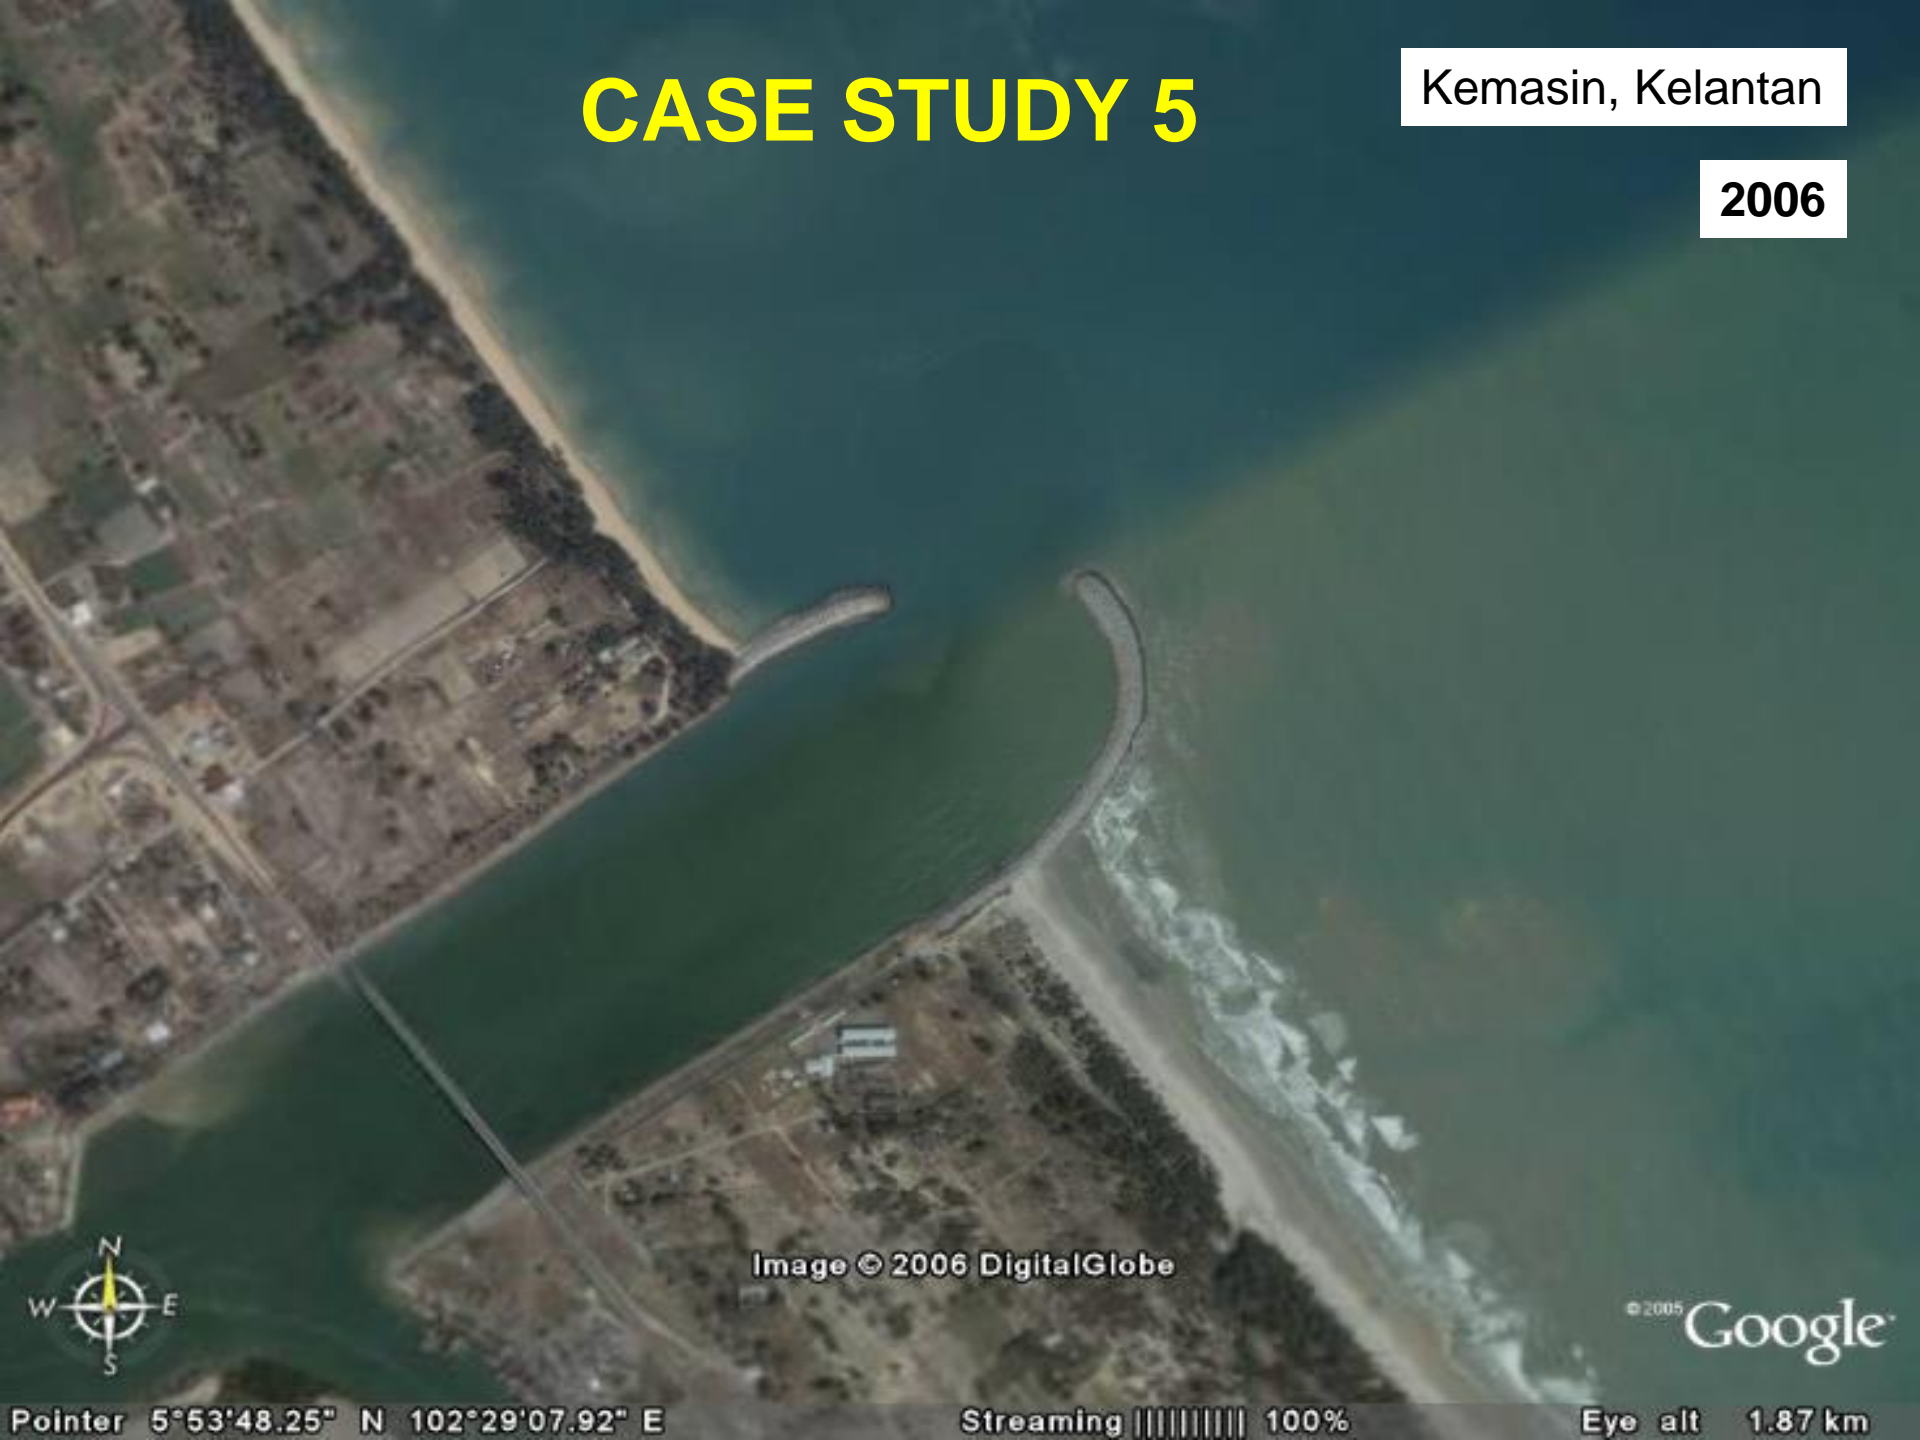 CASE STUDY 5
Kemasin, Kelantan
2006
Image © 2006 DigitalGlobe
N
W E
S
© 2005 Google
Pointer 5°53'48.25" N 102°29'07.92" E Streaming |||||||||| 100% Eye alt 1.87 km